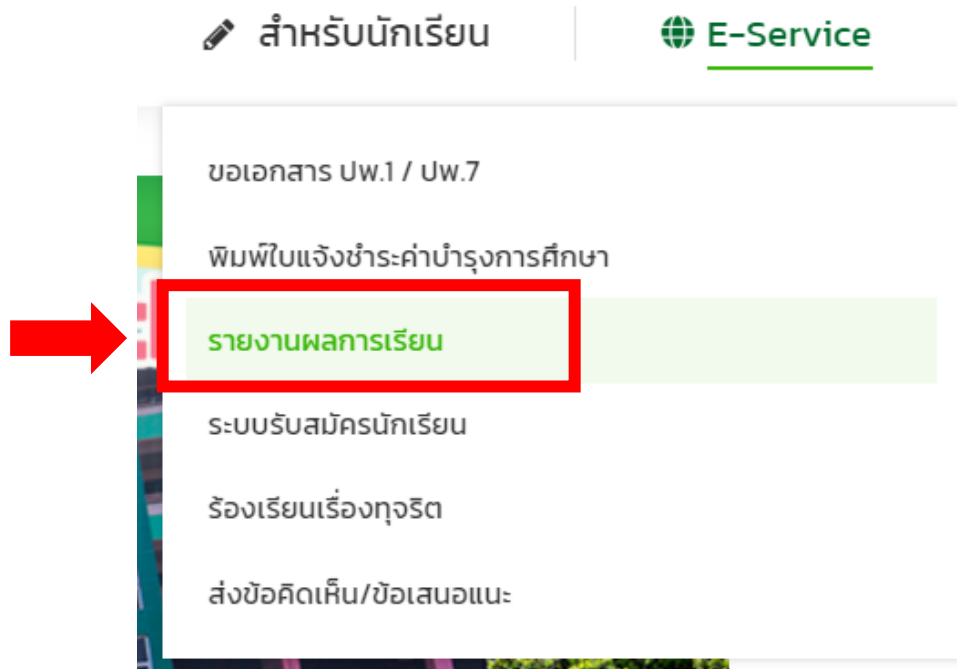 สำหรับนักเรียน
E-Service
ขอเอกสาร ปพ.1 / ปพ.7
พิมพ์ใบแจ้งชำระค่าบำรุงการศึกษา
รายงานผลการเรียน
ระบบรับสมัครนักเรียน
ร้องเรียนเรื่องทุจริต
ส่งข้อคิดเห็น/ข้อเสนอแนะ